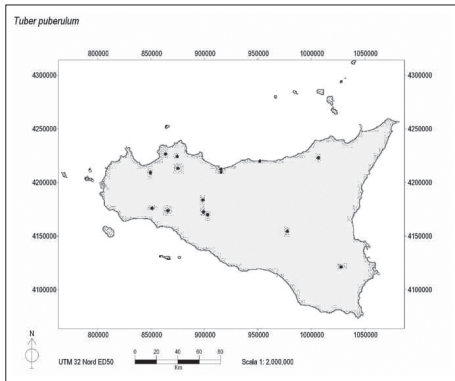 Tuber puberulum
800000 850000 900000 950000 1000000 1050000
4300000 4300000
4250000 4250000
4200000 4200000
4150000 4150000
4100000 4100000
800000 850000 900000 950000 1000000 1050000
N
0 20 40 60 80
Km
UTM 32 Nord ED50
Scala 1: 2,000,000